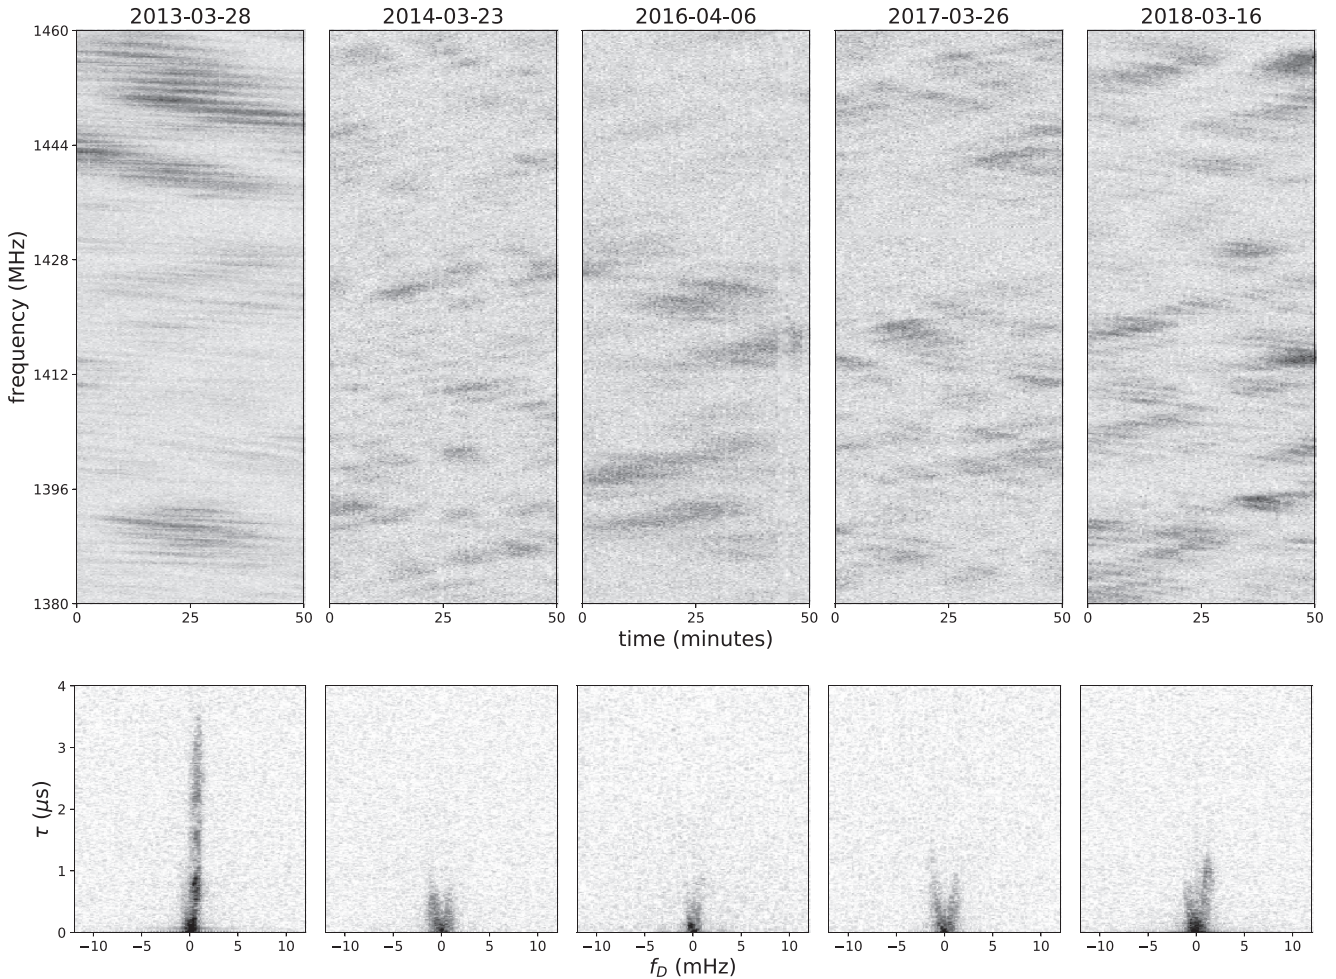 2013-03-28 2014-03-23 2016-04-06 2017-03-26 2018-03-16
1460
1444
1428
1412
1396
1380
frequency (MHz)
0 25 50 0 25 50 0 25 50 0 25 50 0 25 50
time (minutes)
4
3
2
1
0
τ (μs)
−10 −5 0 5 10 −10 −5 0 5 10 −10 −5 0 5 10 −10 −5 0 5 10 −10 −5 0 5 10
f_D (mHz)